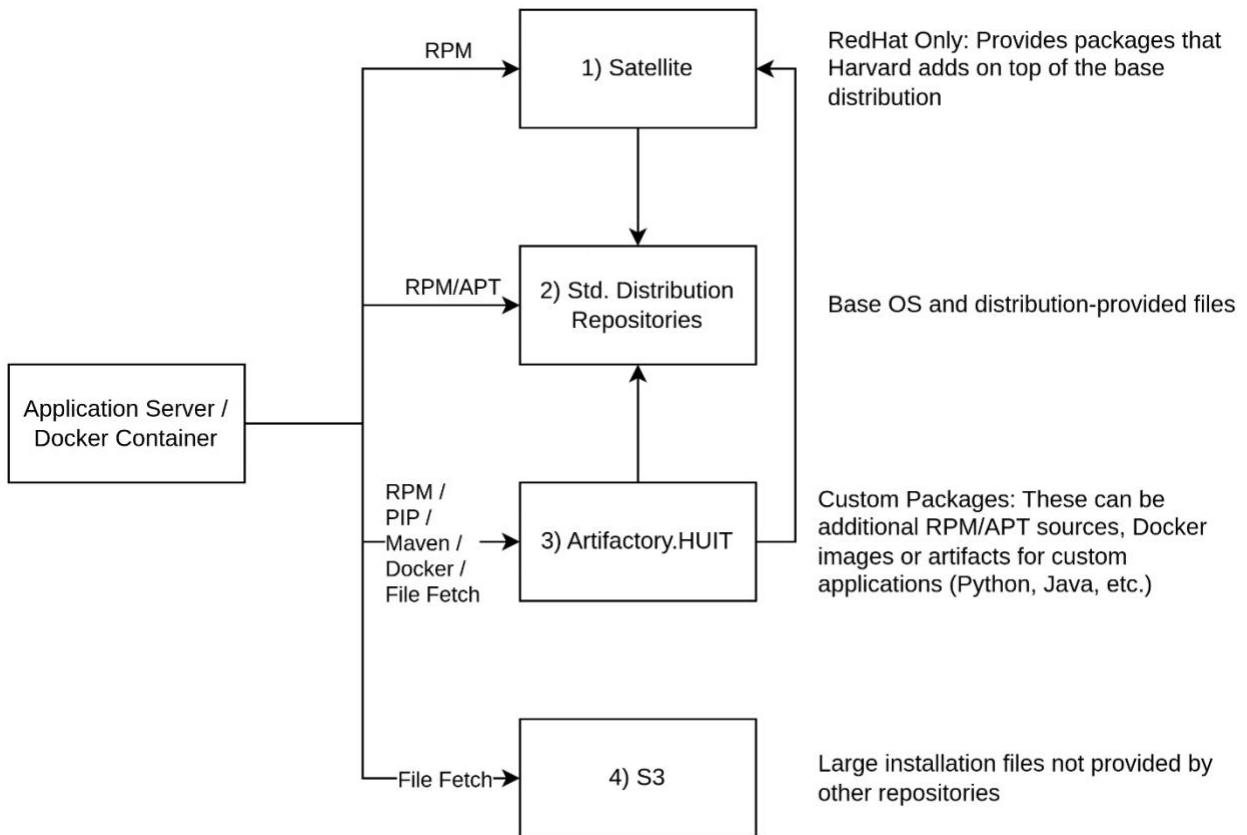 RPM
1) Satellite
RedHat Only: Provides packages that
Harvard adds on top of the base
distribution
RPM/APT
2) Std. Distribution
Repositories
Base OS and distribution-provided files
Application Server /
Docker Container
RPM /
PIP /
Maven /
Docker /
File Fetch
3) Artifactory.HUIT
Custom Packages: These can be
additional RPM/APT sources, Docker
images or artifacts for custom
applications (Python, Java, etc.)
File Fetch
4) S3
Large installation files not provided by
other repositories